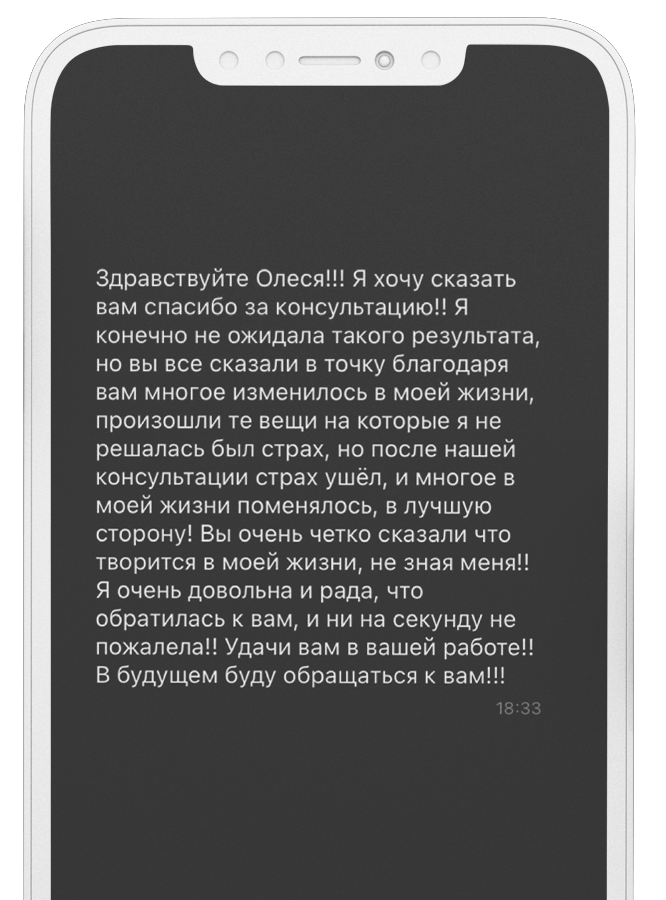 Здравствуйте Олеся!!! Я хочу сказать
вам спасибо за консультацию!! Я
конечно не ожидала такого результата,
но вы все сказали в точку благодаря
вам многое изменилось в моей жизни,
произошли те вещи на которые я не
решалась был страх, но после нашей
консультации страх ушёл, и многое в
моей жизни поменялось, в лучшую
сторону! Вы очень четко сказали что
творится в моей жизни, не зная меня!!
Я очень довольна и рада, что
обратилась к вам, и ни на секунду не
пожалела!! Удачи вам в вашей работе!!
В будущем буду обращаться к вам!!!
18:33